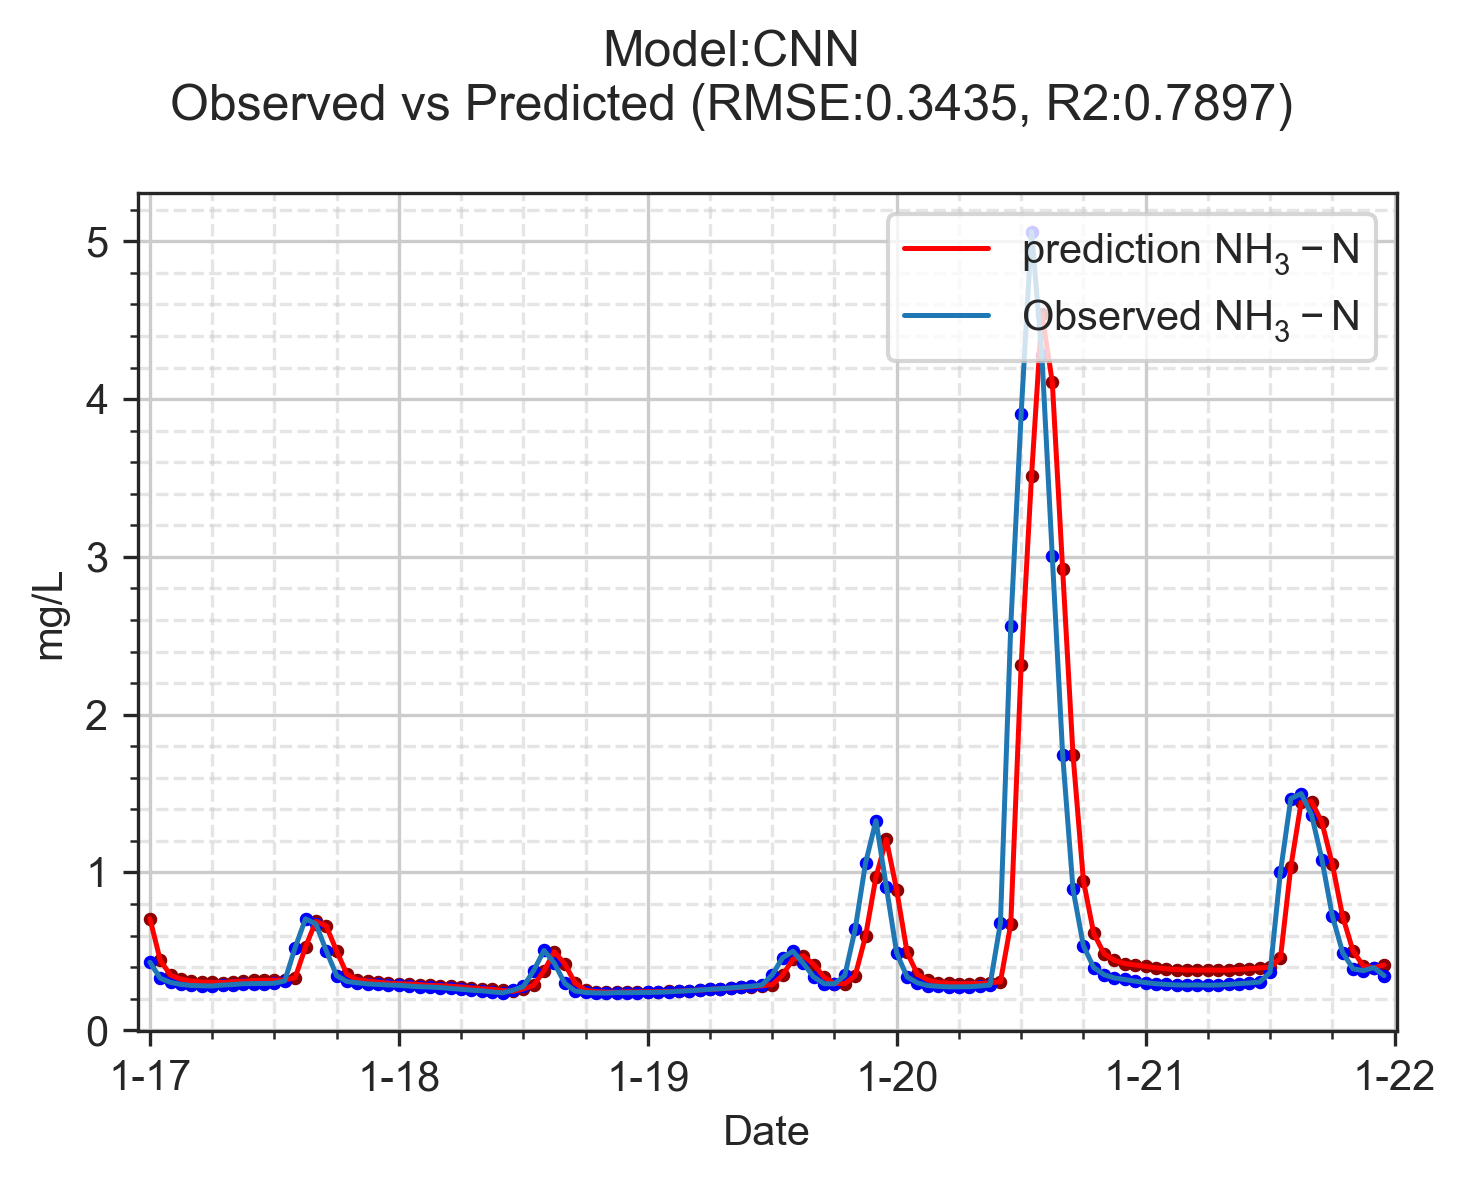 Model:CNN
Observed vs Predicted (RMSE:0.3435, R2:0.7897)
prediction NH₃ − N
Observed NH₃ − N
5
4
3
2
1
0
mg/L
1-17 1-18 1-19 1-20 1-21 1-22
Date